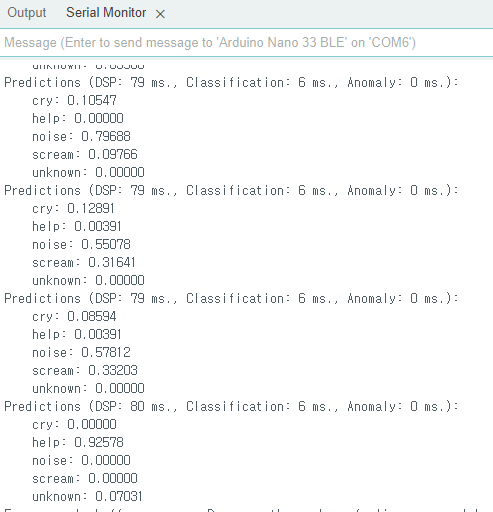 Output Serial Monitor ×
Message (Enter to send message to 'Arduino Nano 33 BLE' on 'COM6')
Predictions (DSP: 79 ms., Classification: 6 ms., Anomaly: 0 ms.):
cry: 0.10547
help: 0.00000
noise: 0.79688
scream: 0.09766
unknown: 0.00000
Predictions (DSP: 79 ms., Classification: 6 ms., Anomaly: 0 ms.):
cry: 0.12891
help: 0.00391
noise: 0.55078
scream: 0.31641
unknown: 0.00000
Predictions (DSP: 79 ms., Classification: 6 ms., Anomaly: 0 ms.):
cry: 0.08594
help: 0.00391
noise: 0.57812
scream: 0.33203
unknown: 0.00000
Predictions (DSP: 80 ms., Classification: 6 ms., Anomaly: 0 ms.):
cry: 0.00000
help: 0.92578
noise: 0.00000
scream: 0.00000
unknown: 0.07031